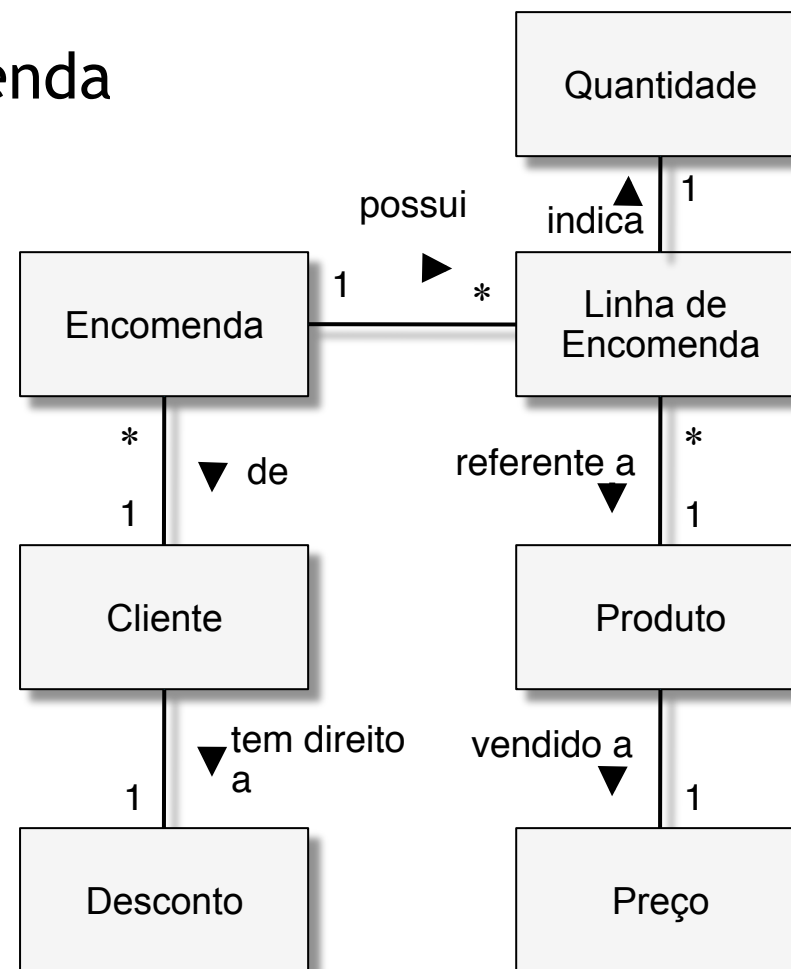 enda
Quantidade
1
possui
indica
1
*
Encomenda
Linha de
Encomenda
*
de
1
referente a
*
1
Cliente
Produto
tem direito
a
1
vendido a
1
Desconto
Preço